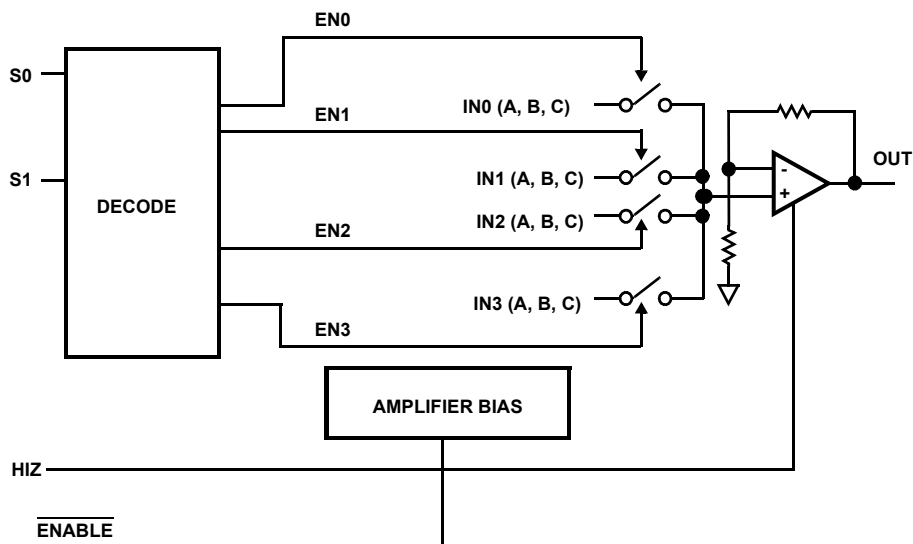 EN0
S0
IN0 (A, B, C)
EN1
OUT
S1
IN1 (A, B, C)
-
+
DECODE
IN2 (A, B, C)
EN2
IN3 (A, B, C)
EN3
AMPLIFIER BIAS
HIZ
ENABLE